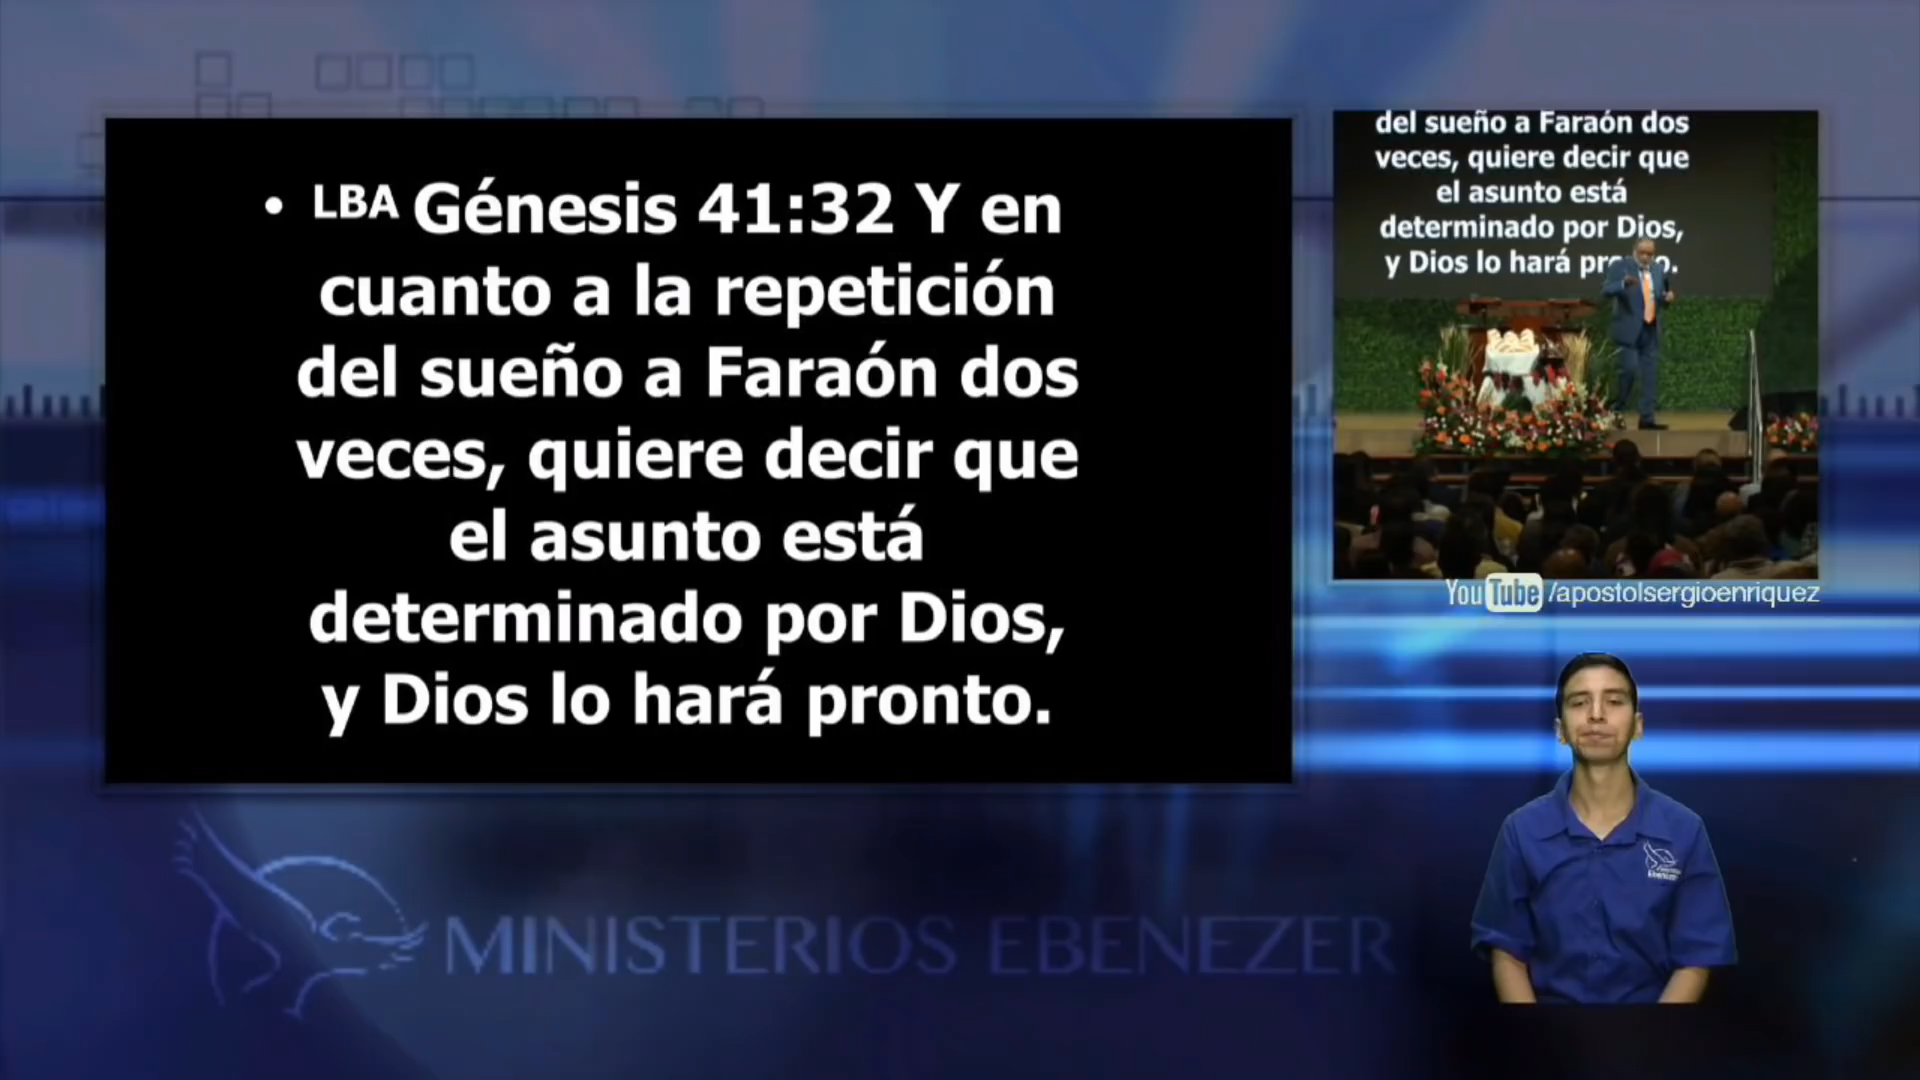 • LBA Génesis 41:32 Y en
cuanto a la repetición
del sueño a Faraón dos
veces, quiere decir que
el asunto está
determinado por Dios,
y Dios lo hará pronto.
del sueño a Faraón dos
veces, quiere decir que
el asunto está
determinado por Dios,
y Dios lo hará
YouTube /apostolsergioenriquez
Ebenezer
MINISTERIOS EBENEZER